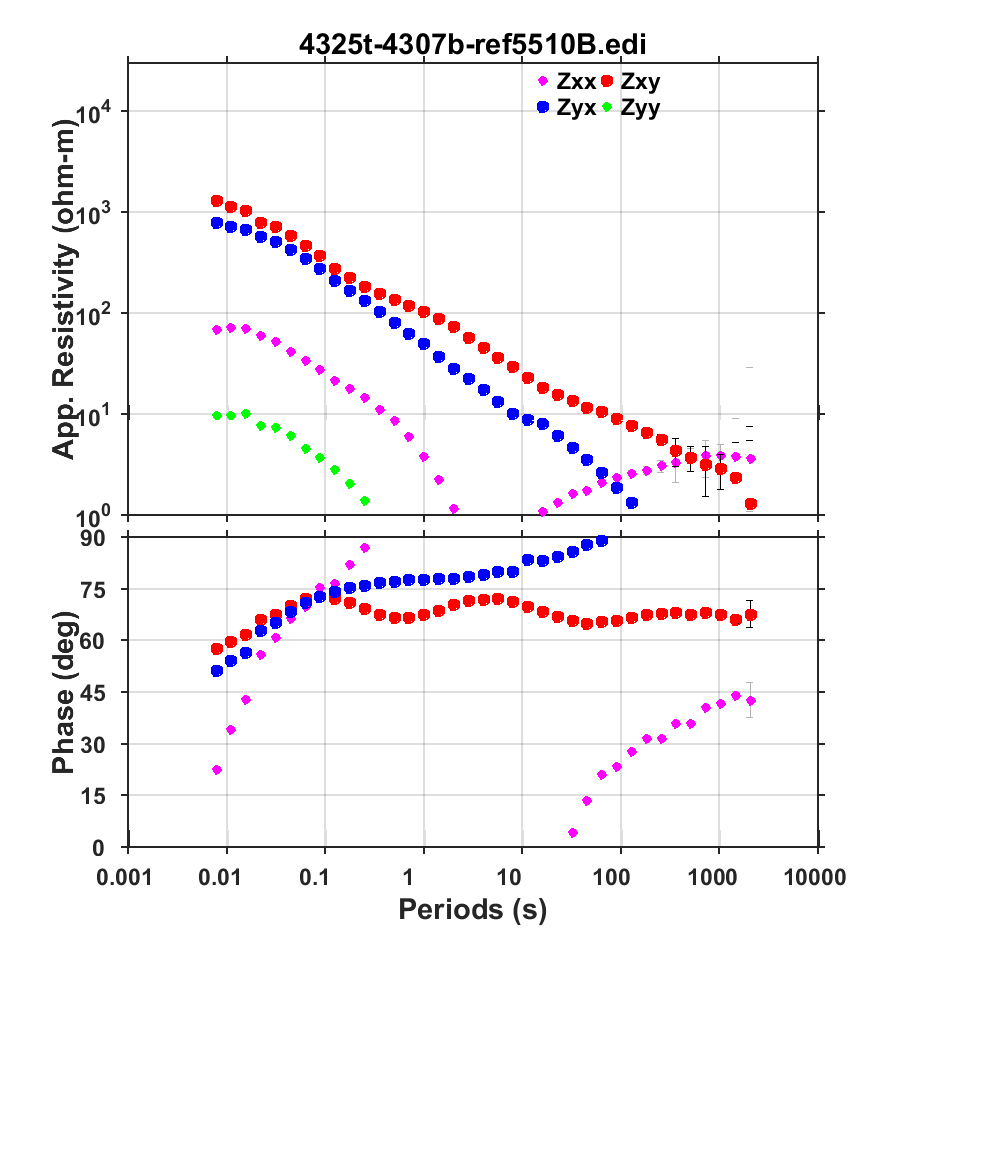 4325t-4307b-ref5510B.edi
Zxx Zxy
Zyx Zyy
App. Resistivity (ohm-m)
10^4
10^3
10^2
10^1
10^0
Phase (deg)
90
75
60
45
30
15
0
0.001 0.01 0.1 1 10 100 1000 10000
Periods (s)